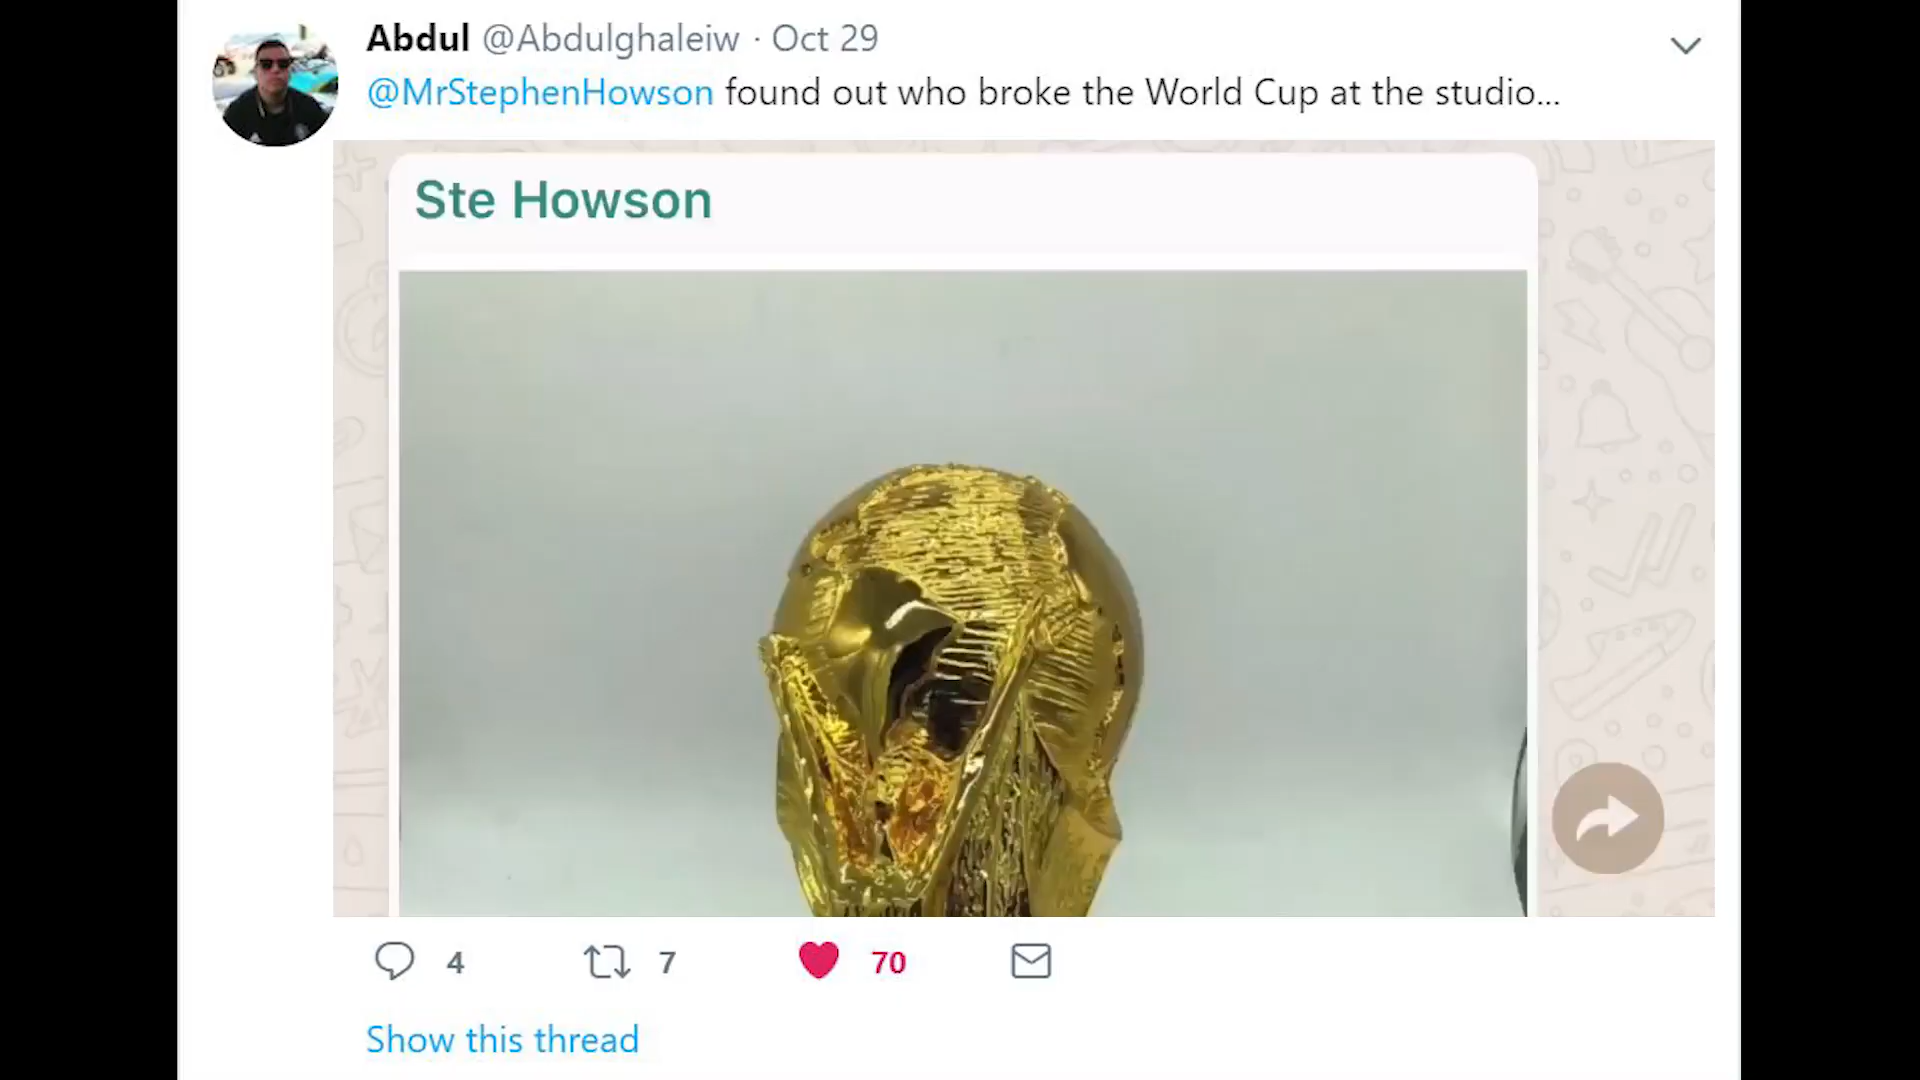 Abdul @Abdulghaleiw · Oct 29
@MrStephenHowson found out who broke the World Cup at the studio...
Ste Howson
4 7 70
Show this thread